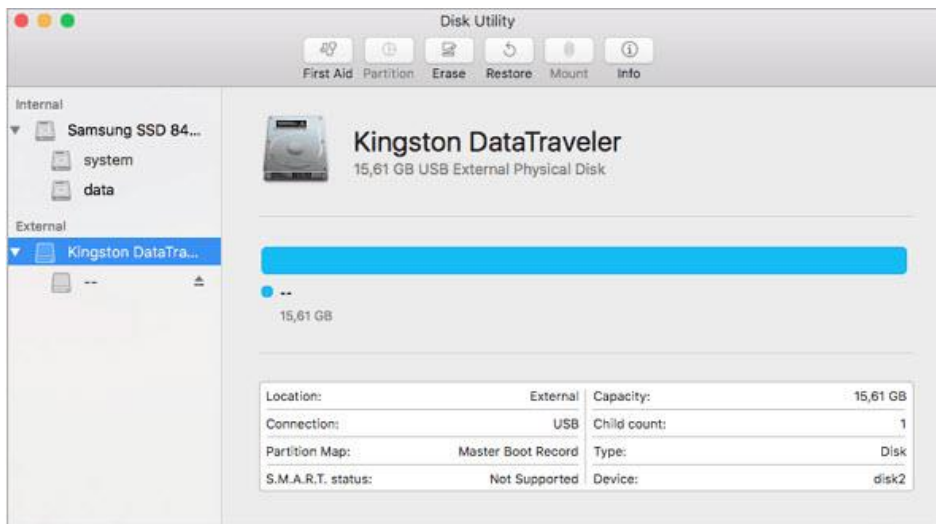 Disk Utility
First Aid Partition Erase Restore Mount Info
Internal
Samsung SSD 84...
system
data
External
Kingston DataTra...
--
Kingston DataTraveler
15,61 GB USB External Physical Disk
--
15,61 GB
Location: External Capacity: 15,61 GB
Connection: USB Child count: 1
Partition Map: Master Boot Record Type: Disk
S.M.A.R.T. status: Not Supported Device: disk2